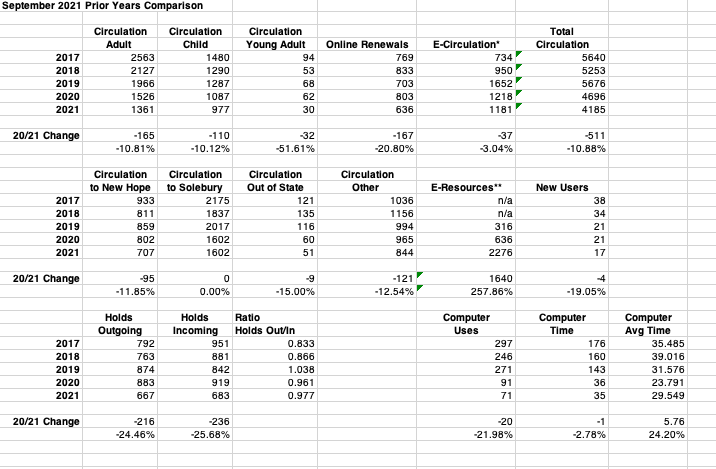 September 2021 Prior Years Comparison
Circulation Circulation Circulation Total
Adult Child Young Adult Online Renewals E-Circulation* Circulation
2017 2563 1480 94 769 734 5640
2018 2127 1290 53 833 950 5253
2019 1966 1287 68 703 1652 5676
2020 1526 1087 62 803 1218 4696
2021 1361 977 30 636 1181 4185
20/21 Change -165 -110 -32 -167 -37 -511
-10.81% -10.12% -51.61% -20.80% -3.04% -10.88%
Circulation Circulation Circulation Circulation
to New Hope to Solebury Out of State Other E-Resources** New Users
2017 933 2175 121 1036 n/a 38
2018 811 1837 135 1156 n/a 34
2019 859 2017 116 994 316 21
2020 802 1602 60 965 636 21
2021 707 1602 51 844 2276 17
20/21 Change -95 0 -9 -121 1640 -4
-11.85% 0.00% -15.00% -12.54% 257.86% -19.05%
Holds Holds Ratio Computer Computer Computer
Outgoing Incoming Holds Out/In Uses Time Avg Time
2017 792 951 0.833 297 176 35.485
2018 763 881 0.866 246 160 39.016
2019 874 842 1.038 271 143 31.576
2020 883 919 0.961 91 36 23.791
2021 667 683 0.977 71 35 29.549
20/21 Change -216 -236 -20 -1 5.76
-24.46% -25.68% -21.98% -2.78% 24.20%